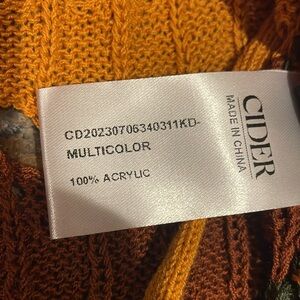 CD20230706340311KD-
MULTICOLOR
100% ACRYLIC
CIDER
MADE IN CHINA